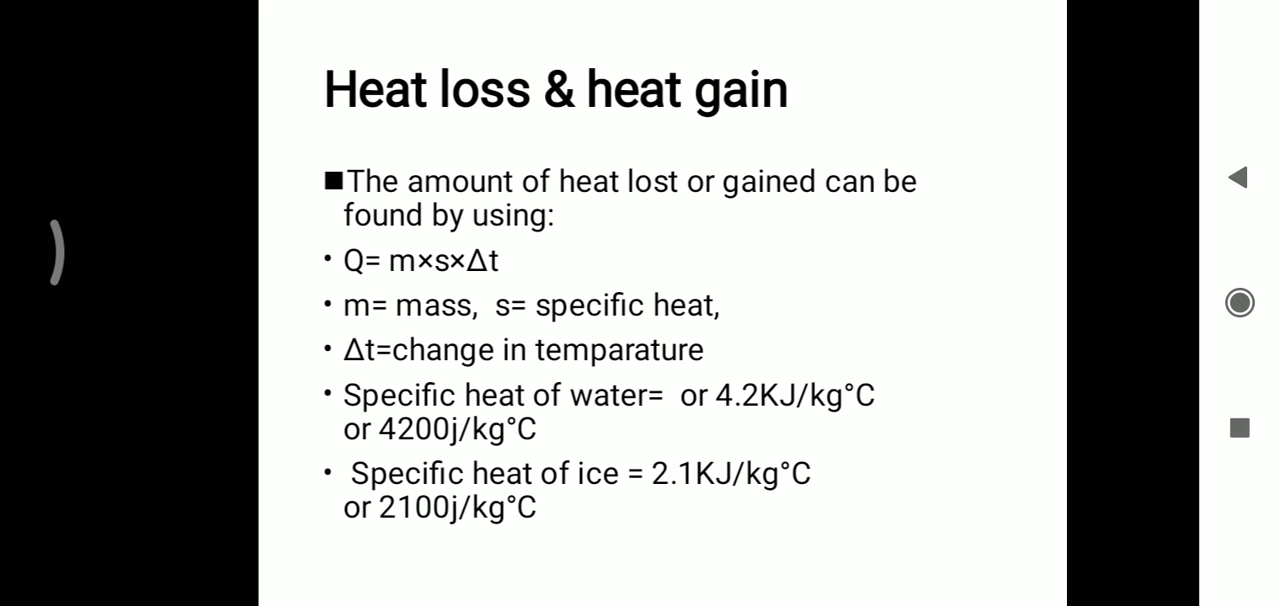 Heat loss & heat gain
■The amount of heat lost or gained can be
found by using:
• Q= m×s×Δt
• m= mass,  s= specific heat,
• Δt=change in temparature
• Specific heat of water=  or 4.2KJ/kg°C
or 4200j/kg°C
•  Specific heat of ice = 2.1KJ/kg°C
or 2100j/kg°C